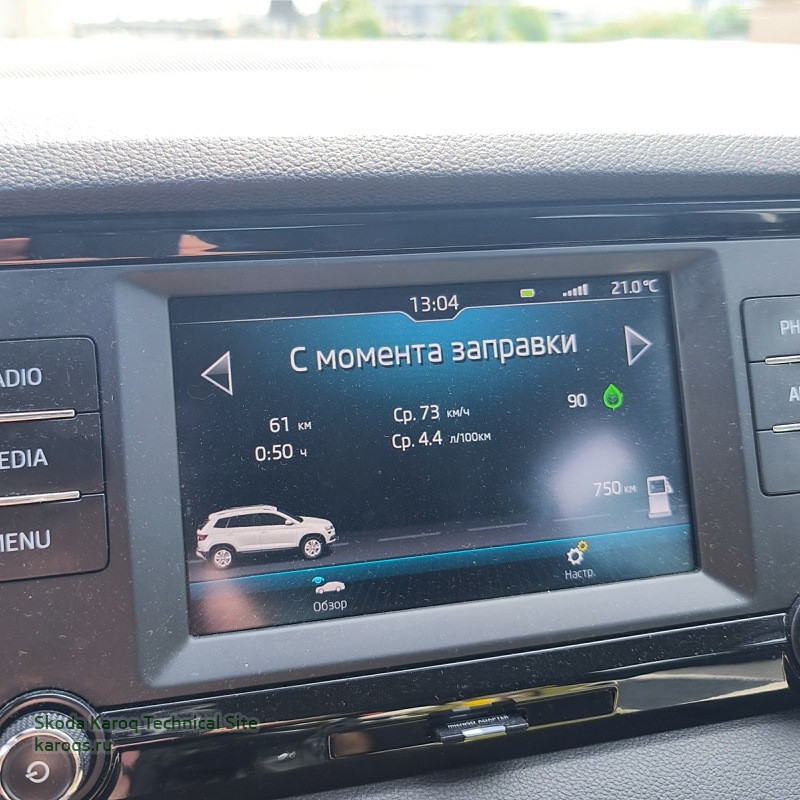 13:04
21.0°C
С момента заправки
61 км
0:50 ч
Ср. 73 км/ч
Ср. 4.4 л/100км
90
750 км
Обзор
Настр.
ADIO
EDIA
MENU
PH
Skoda Karoq Technical Site
karoqs.ru